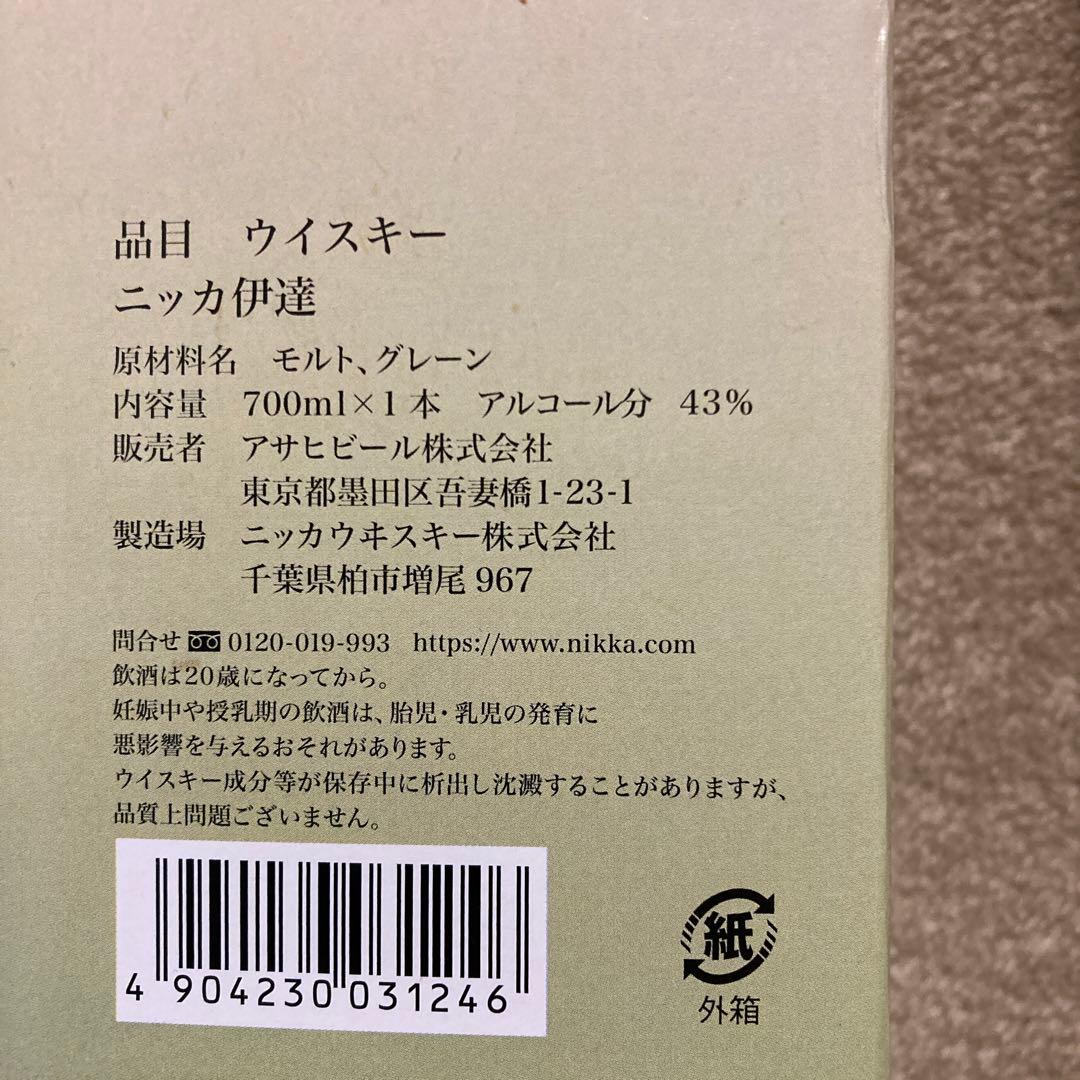 品目　ウイスキー
ニッカ伊達
原材料名　モルト、グレーン
内容量　700ml×1本　アルコール分　43%
販売者　アサヒビール株式会社
東京都墨田区吾妻橋1-23-1
製造場　ニッカウヰスキー株式会社
千葉県柏市増尾967
問合せ 0120-019-993 https://www.nikka.com
飲酒は20歳になってから。
妊娠中や授乳期の飲酒は、胎児・乳児の発育に
悪影響を与えるおそれがあります。
ウイスキー成分等が保存中に析出し沈澱することがありますが、
品質上問題ございません。
4 904230 031246
紙
外箱